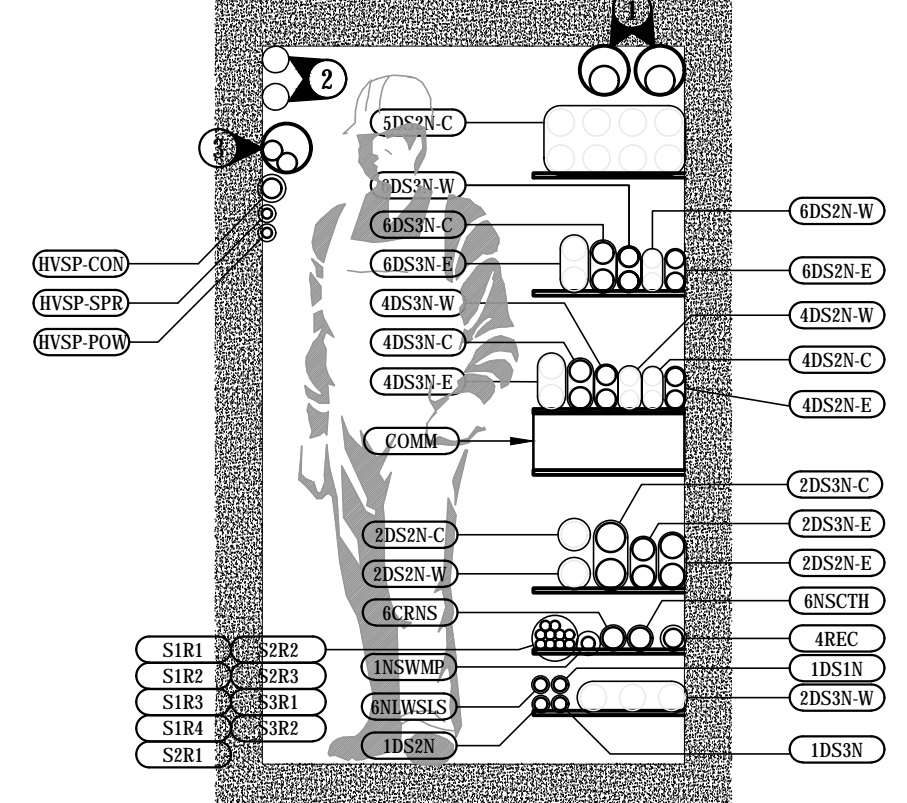 1
2
5DS2N-C
3
6DS3N-W
6DS2N-W
6DS3N-C
HVSP-CON
6DS3N-E
6DS2N-E
HVSP-SPR
4DS3N-W
4DS2N-W
HVSP-POW
4DS3N-C
4DS2N-C
4DS3N-E
4DS2N-E
COMM
2DS3N-C
2DS2N-C
2DS3N-E
2DS2N-W
2DS2N-E
6CRNS
6NSCTH
S1R1
S2R2
4REC
S1R2
S2R3
1NSWMP
1DS1N
S1R3
S3R1
6NLWSLS
2DS3N-W
S1R4
S3R2
S2R1
1DS2N
1DS3N